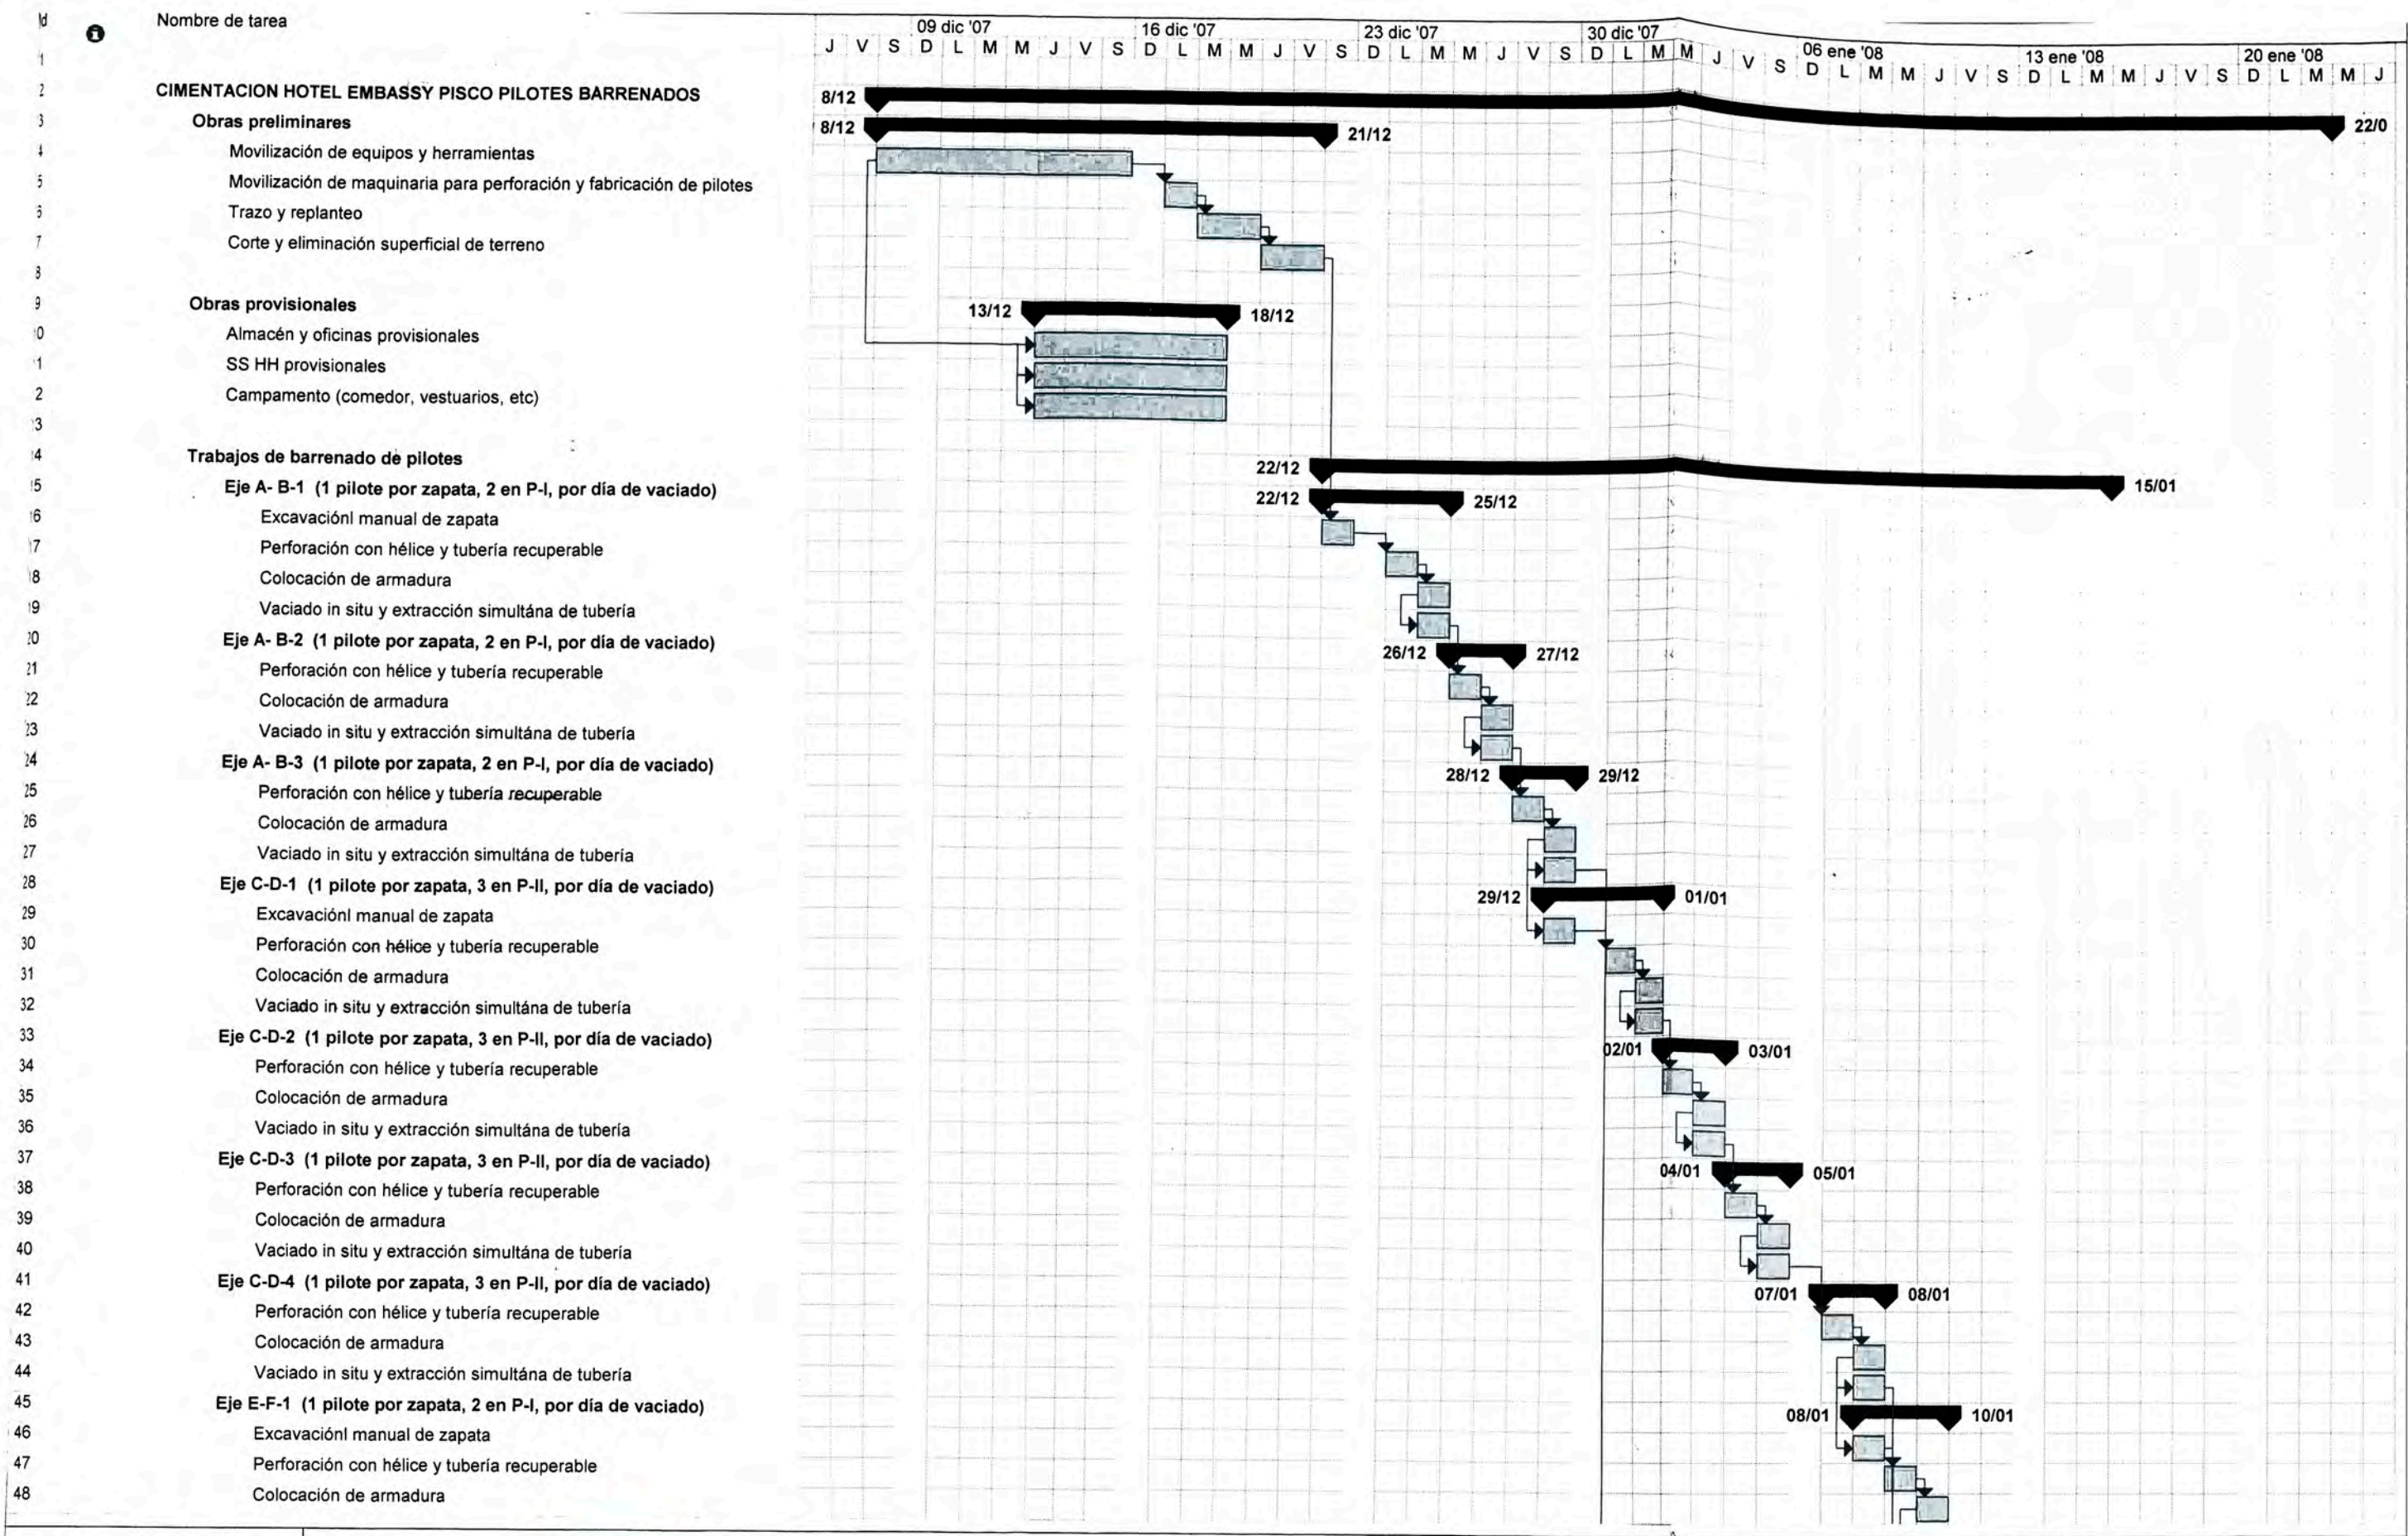 Id Nombre de tarea
09 dic '07 16 dic '07 23 dic '07 30 dic '07 06 ene '08 13 ene '08 20 ene '08
J V S D L M M J V S D L M M J V S D L M M J V S D L M M J V S D L M M J V S D L M M J V S D L M M J
1
2 CIMENTACION HOTEL EMBASSY PISCO PILOTES BARRENADOS 8/12 22/0
3 Obras preliminares 8/12 21/12
4 Movilización de equipos y herramientas
5 Movilización de maquinaria para perforación y fabricación de pilotes
6 Trazo y replanteo
7 Corte y eliminación superficial de terreno
8
9 Obras provisionales 13/12 18/12
0 Almacén y oficinas provisionales
1 SS HH provisionales
2 Campamento (comedor, vestuarios, etc)
3
4 Trabajos de barrenado de pilotes 22/12 15/01
5 Eje A- B-1 (1 pilote por zapata, 2 en P-I, por día de vaciado) 22/12 25/12
6 Excavaciónl manual de zapata
7 Perforación con hélice y tubería recuperable
8 Colocación de armadura
9 Vaciado in situ y extracción simultána de tubería
20 Eje A- B-2 (1 pilote por zapata, 2 en P-I, por día de vaciado) 26/12 27/12
21 Perforación con hélice y tubería recuperable
22 Colocación de armadura
23 Vaciado in situ y extracción simultána de tubería
24 Eje A- B-3 (1 pilote por zapata, 2 en P-I, por día de vaciado) 28/12 29/12
25 Perforación con hélice y tubería recuperable
26 Colocación de armadura
27 Vaciado in situ y extracción simultána de tubería
28 Eje C-D-1 (1 pilote por zapata, 3 en P-II, por día de vaciado) 29/12 01/01
29 Excavaciónl manual de zapata
30 Perforación con hélice y tubería recuperable
31 Colocación de armadura
32 Vaciado in situ y extracción simultána de tubería
33 Eje C-D-2 (1 pilote por zapata, 3 en P-II, por día de vaciado) 02/01 03/01
34 Perforación con hélice y tubería recuperable
35 Colocación de armadura
36 Vaciado in situ y extracción simultána de tubería
37 Eje C-D-3 (1 pilote por zapata, 3 en P-II, por día de vaciado) 04/01 05/01
38 Perforación con hélice y tubería recuperable
39 Colocación de armadura
40 Vaciado in situ y extracción simultána de tubería
41 Eje C-D-4 (1 pilote por zapata, 3 en P-II, por día de vaciado) 07/01 08/01
42 Perforación con hélice y tubería recuperable
43 Colocación de armadura
44 Vaciado in situ y extracción simultána de tubería
45 Eje E-F-1 (1 pilote por zapata, 2 en P-I, por día de vaciado) 08/01 10/01
46 Excavaciónl manual de zapata
47 Perforación con hélice y tubería recuperable
48 Colocación de armadura